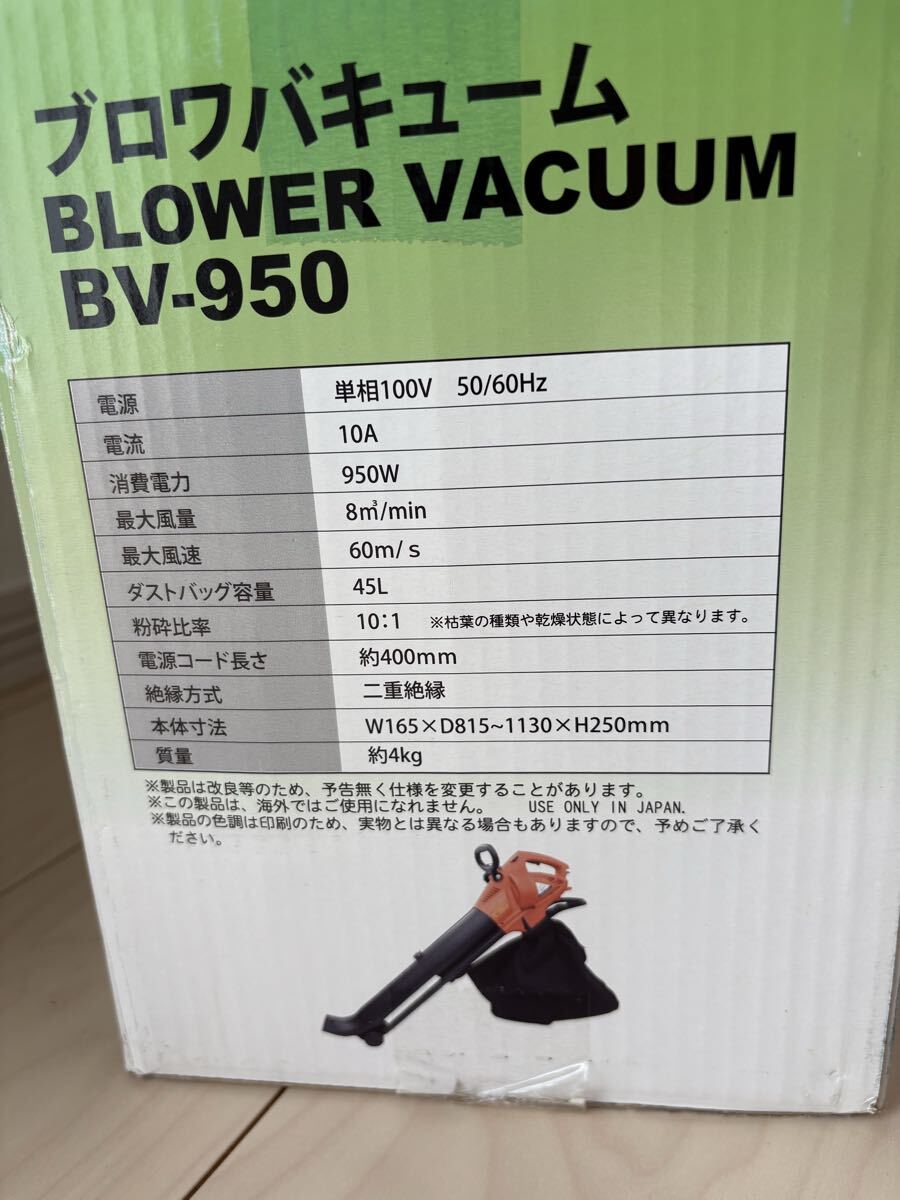 ブロワバキューム
BLOWER VACUUM
BV-950
電源 単相100V 50/60Hz
電流 10A
消費電力 950W
最大風量 8㎥/min
最大風速 60m/s
ダストバッグ容量 45L
粉砕比率 10:1 ※枯葉の種類や乾燥状態によって異なります。
電源コード長さ 約400mm
絶縁方式 二重絶縁
本体寸法 W165×D815~1130×H250mm
質量 約4kg
※製品は改良等のため、予告無く仕様を変更することがあります。
※この製品は、海外ではご使用になれません。 USE ONLY IN JAPAN.
※製品の色調は印刷のため、実物とは異なる場合もありますので、予めご了承く
ださい。